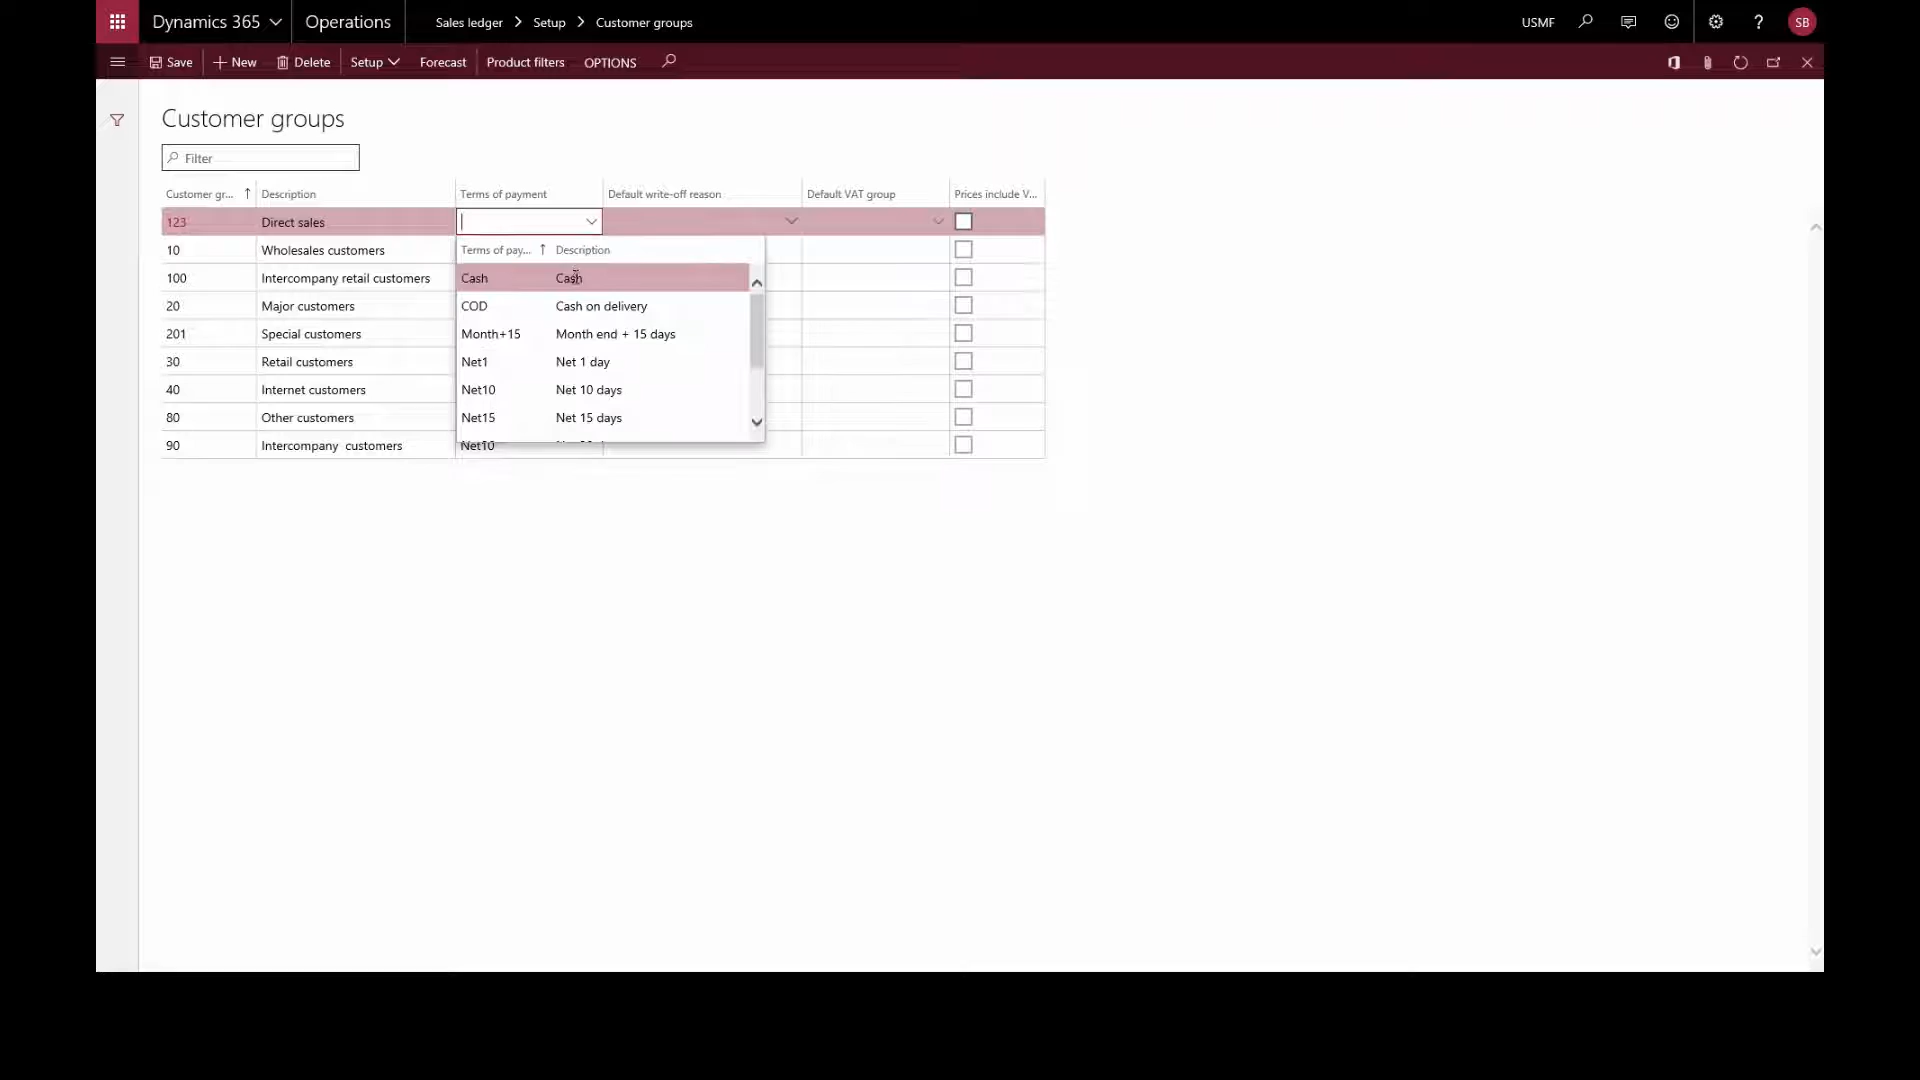 Dynamics 365 Operations Sales ledger > Setup > Customer groups USMF ? SB
Save New Delete Setup Forecast Product filters OPTIONS
Customer groups
Filter
Customer gr... Description Terms of payment Default write-off reason Default VAT group Prices include V...
123 Direct sales
10 Wholesales customers Terms of pay... Description
100 Intercompany retail customers Cash Cash
20 Major customers COD Cash on delivery
201 Special customers Month+15 Month end + 15 days
30 Retail customers Net1 Net 1 day
40 Internet customers Net10 Net 10 days
80 Other customers Net15 Net 15 days
90 Intercompany customers Net10